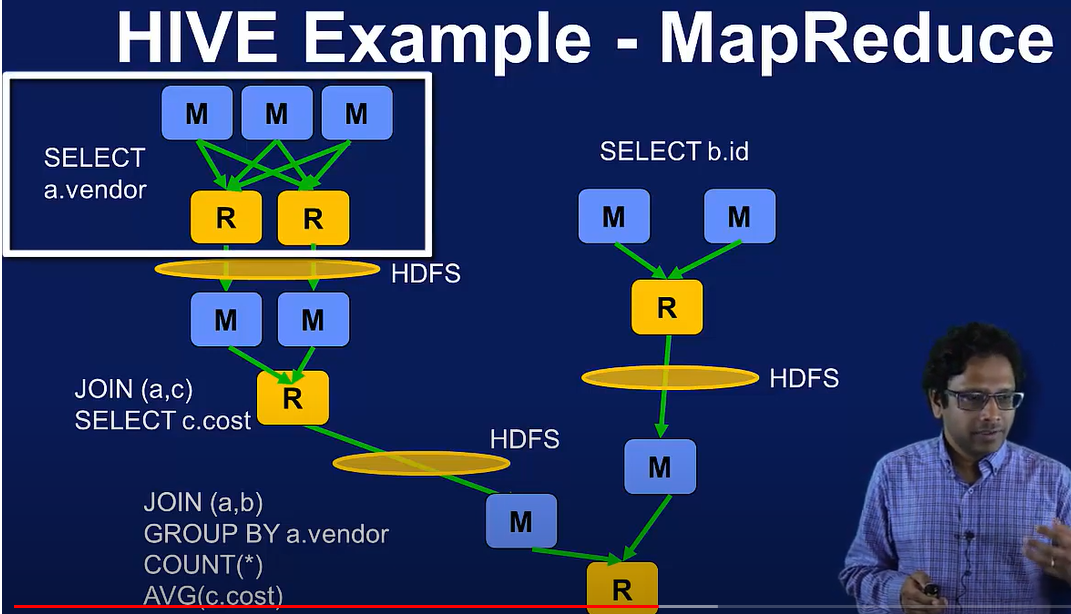 HIVE Example - MapReduce
M M M
SELECT
a.vendor
R R
HDFS
M M
JOIN (a,c)
SELECT c.cost
R
HDFS
JOIN (a,b)
GROUP BY a.vendor
COUNT(*)
AVG(c.cost)
M
SELECT b.id
M M
R
HDFS
M
R